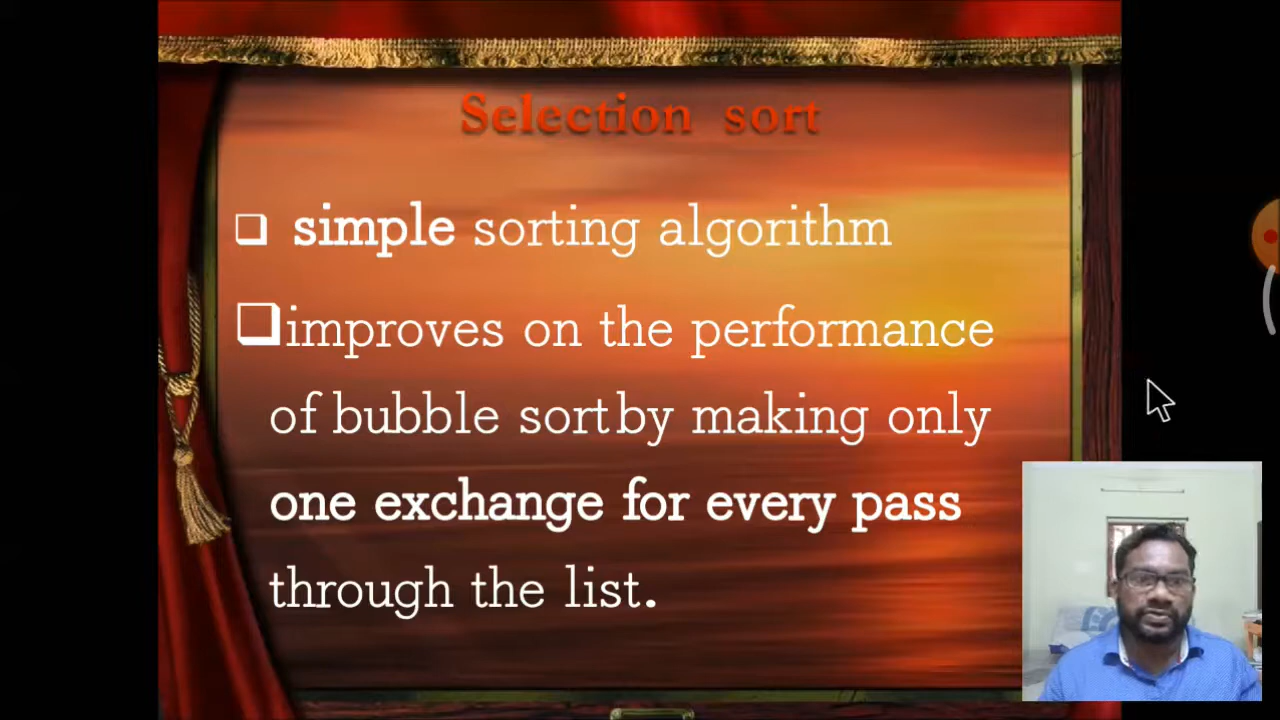 Selection sort
simple sorting algorithm
improves on the performance
of bubble sort by making only
one exchange for every pass
through the list.